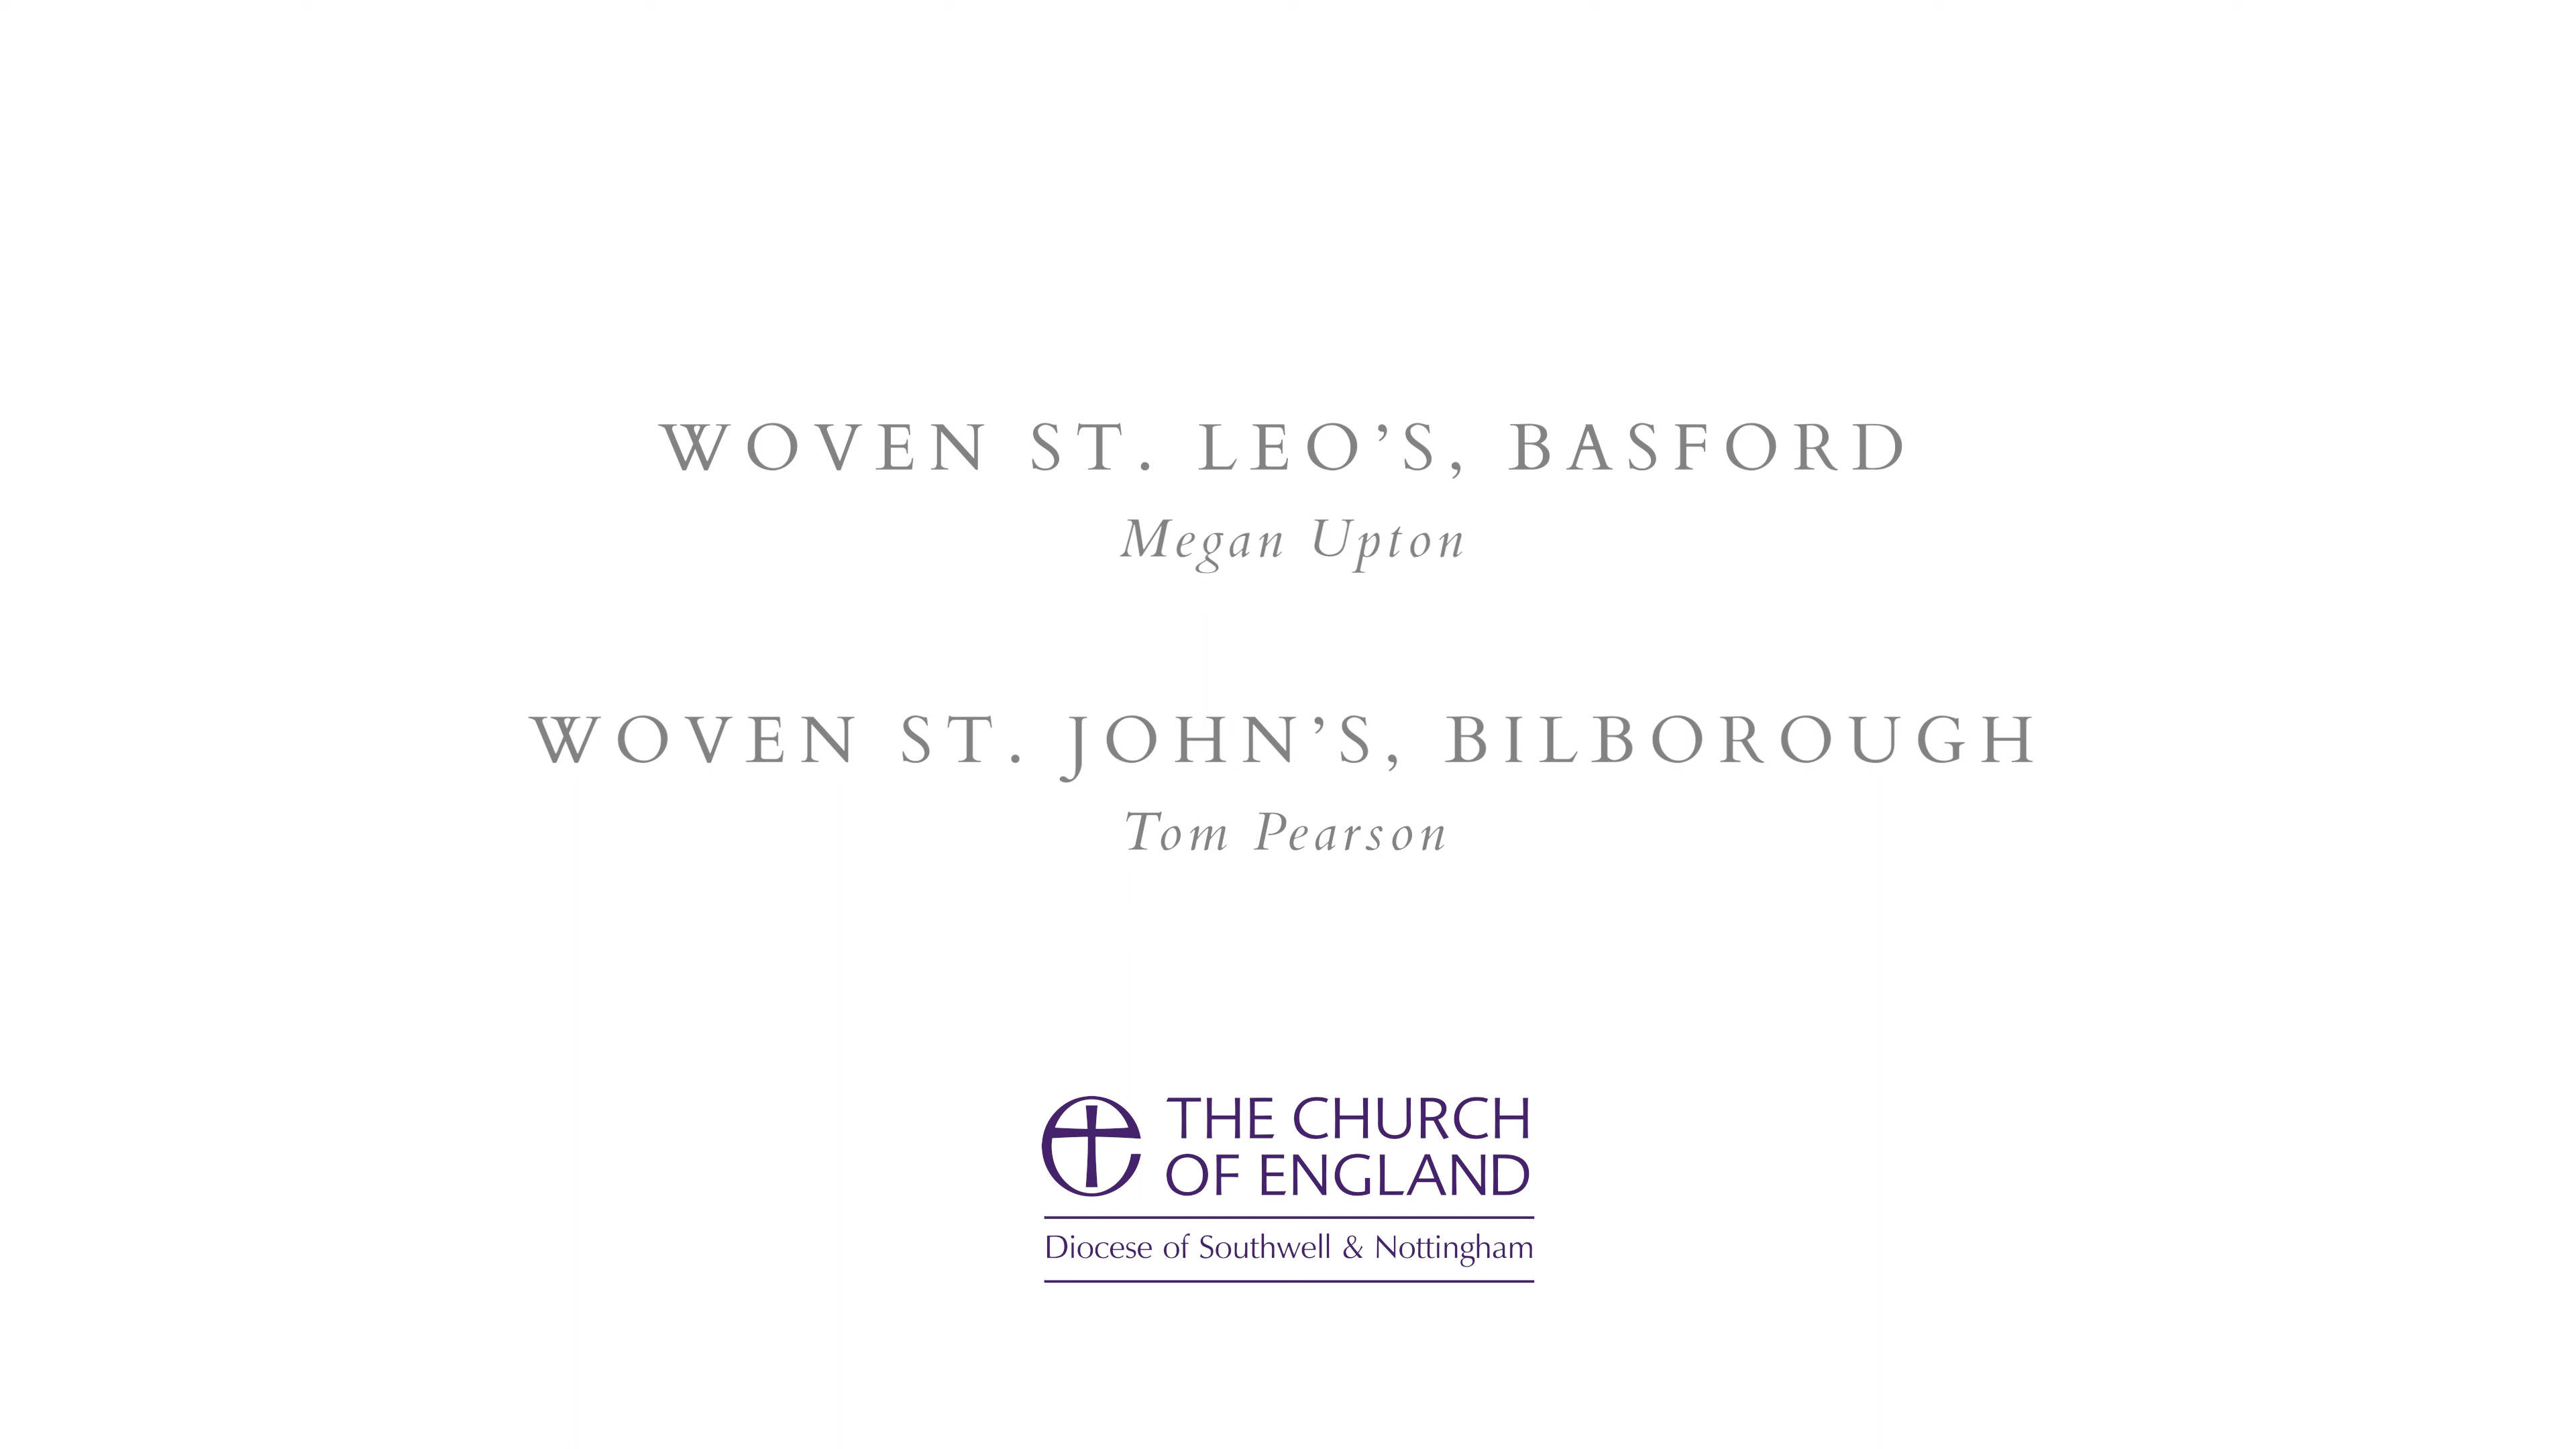 WOVEN ST. LEO’S, BASFORD
Megan Upton
WOVEN ST. JOHN’S, BILBOROUGH
Tom Pearson
THE CHURCH
OF ENGLAND
Diocese of Southwell & Nottingham